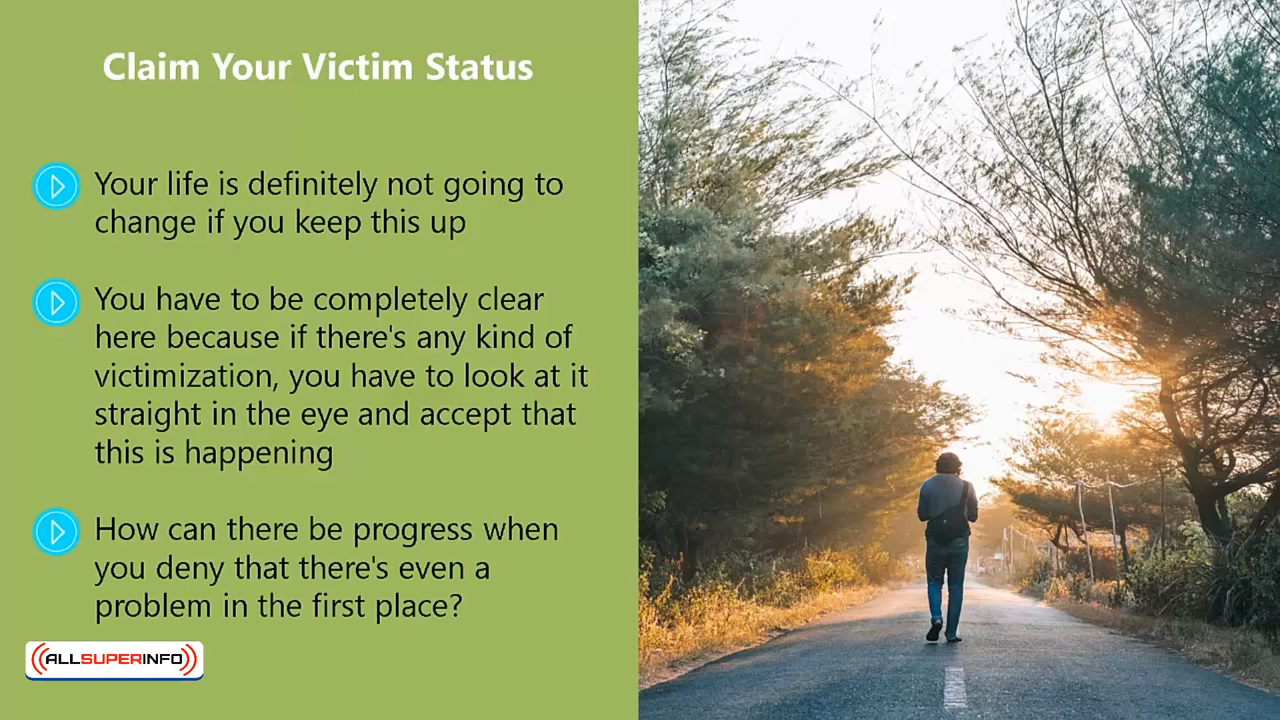 Claim Your Victim Status
Your life is definitely not going to
change if you keep this up
You have to be completely clear
here because if there's any kind of
victimization, you have to look at it
straight in the eye and accept that
this is happening
How can there be progress when
you deny that there's even a
problem in the first place?
ALLSUPERINFO